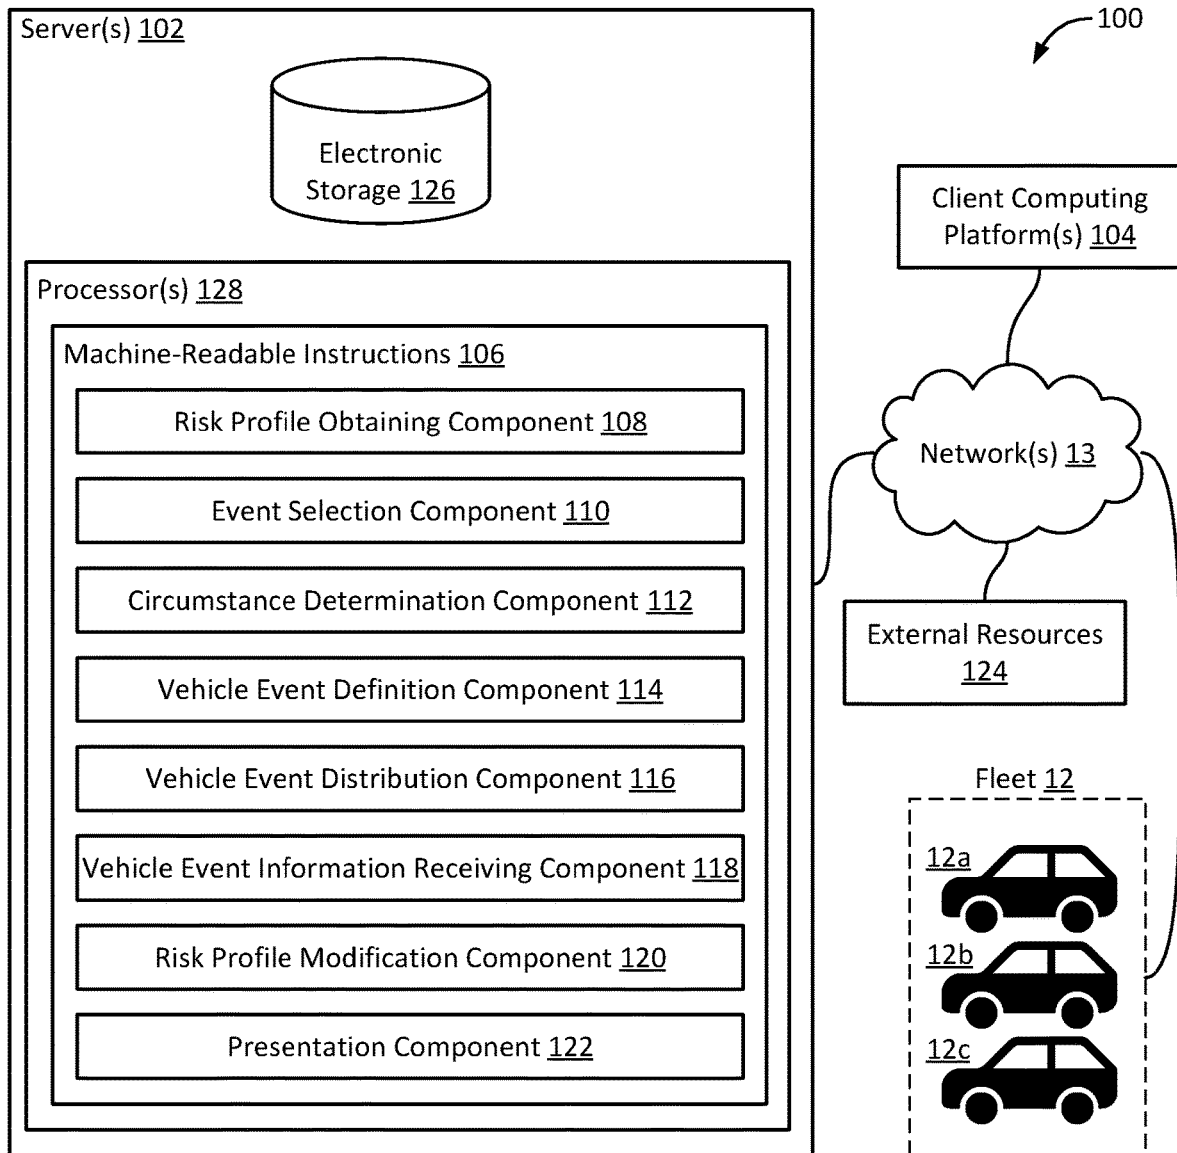 Server(s) 102
100
Electronic
Storage 126
Client Computing
Platform(s) 104
Processor(s) 128
Machine-Readable Instructions 106
Risk Profile Obtaining Component 108
Event Selection Component 110
Circumstance Determination Component 112
Vehicle Event Definition Component 114
Vehicle Event Distribution Component 116
Vehicle Event Information Receiving Component 118
Risk Profile Modification Component 120
Presentation Component 122
Network(s) 13
External Resources
124
Fleet 12
12a
12b
12c